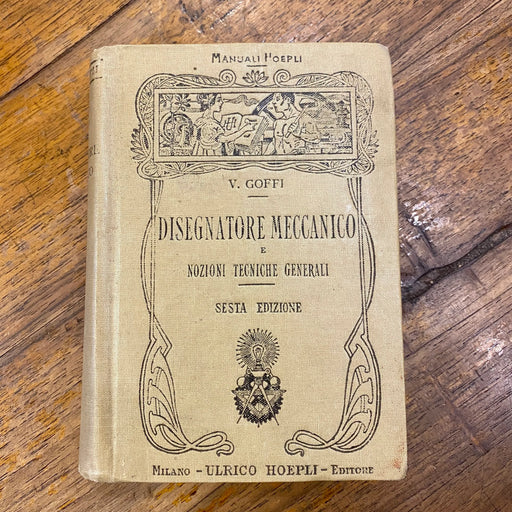 MANUALI HOEPLI
V. GOFFI
DISEGNATORE MECCANICO
E
NOZIONI TECNICHE GENERALI
SESTA EDIZIONE
MILANO - ULRICO HOEPLI - EDITORE